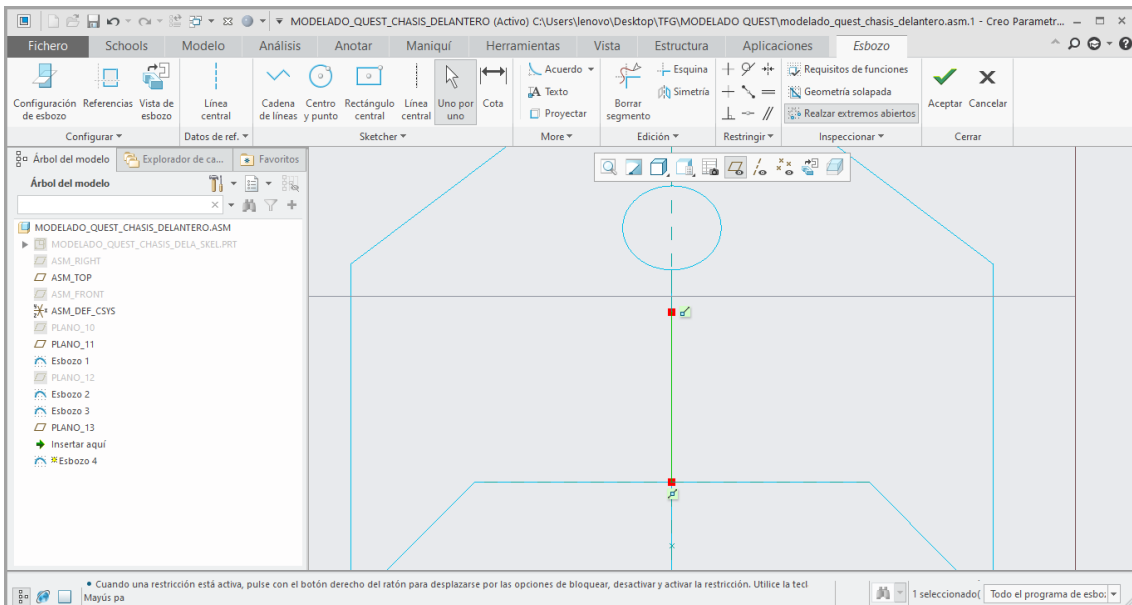 MODELADO_QUEST_CHASIS_DELANTERO (Activo) C:\Users\lenovo\Desktop\TFG\MODELADO QUEST\modelado_quest_chasis_delantero.asm.1 - Creo Parametr...
Fichero Schools Modelo Análisis Anotar Maniquí Herramientas Vista Estructura Aplicaciones Esbozo
Configuración de esbozo
Referencias
Vista de esbozo
Línea central
Cadena de líneas
Centro y punto
Rectángulo central
Línea central
Uno por uno
Cota
Acuerdo
Texto
Proyectar
Borrar segmento
Esquina
Simetría
Requisitos de funciones
Geometría solapada
Realzar extremos abiertos
Aceptar Cancelar
Configurar Datos de ref. Sketcher More Edición Restringir Inspeccionar Cerrar
Árbol del modelo Explorador de ca... Favoritos
Árbol del modelo
MODELADO_QUEST_CHASIS_DELANTERO.ASM
MODELADO_QUEST_CHASIS_DELA_SKEL.PRT
ASM_RIGHT
ASM_TOP
ASM_FRONT
ASM_DEF_CSYS
PLANO_10
PLANO_11
Esbozo 1
PLANO_12
Esbozo 2
Esbozo 3
PLANO_13
Insertar aquí
Esbozo 4
• Cuando una restricción está activa, pulse con el botón derecho del ratón para desplazarse por las opciones de bloquear, desactivar y activar la restricción. Utilice la tecl
Mayús pa
1 seleccionado( Todo el programa de esbo: